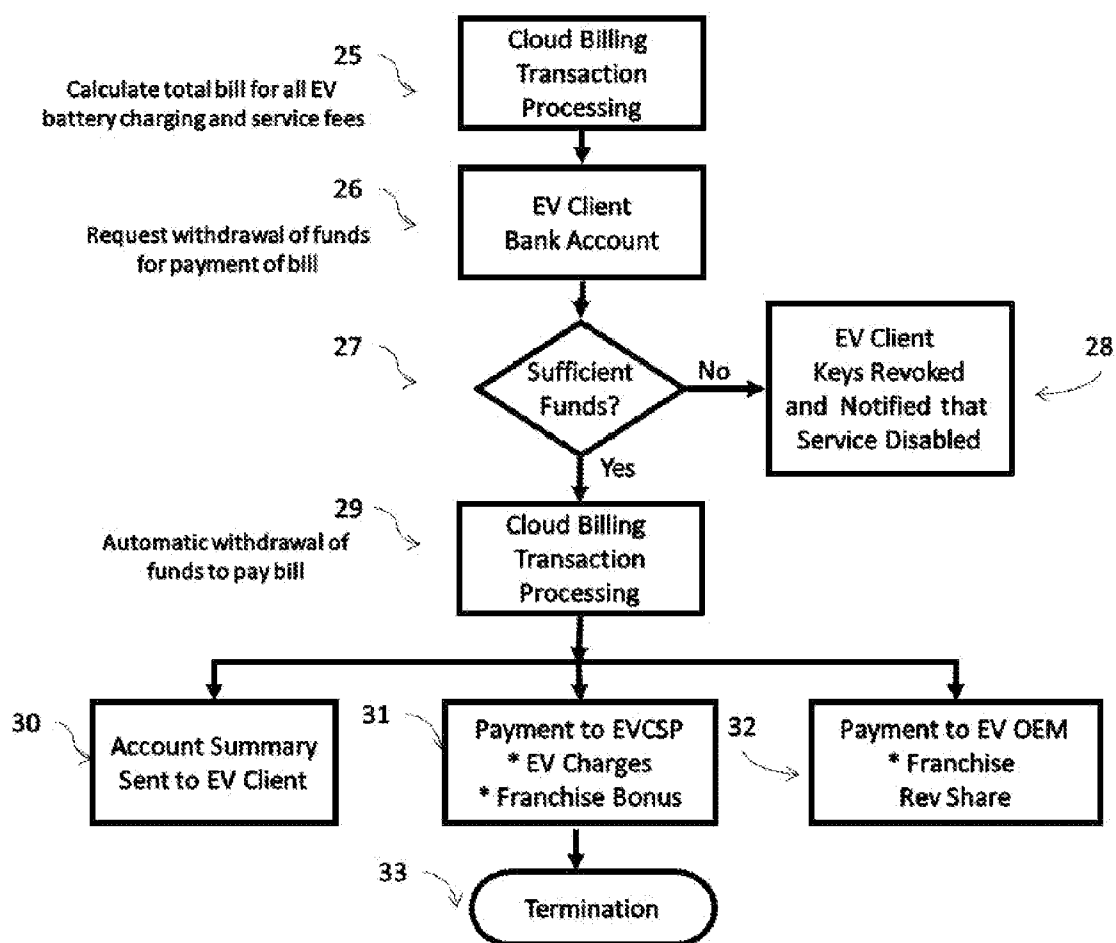 25
Calculate total bill for all EV
battery charging and service fees
Cloud Billing
Transaction
Processing
26
Request withdrawal of funds
for payment of bill
EV Client
Bank Account
27
Sufficient
Funds?
No
Yes
EV Client
Keys Revoked
and Notified that
Service Disabled
28
29
Automatic withdrawal of
funds to pay bill
Cloud Billing
Transaction
Processing
30
Account Summary
Sent to EV Client
31
Payment to EVCSP
* EV Charges
* Franchise Bonus
32
Payment to EV OEM
* Franchise
Rev Share
33
Termination